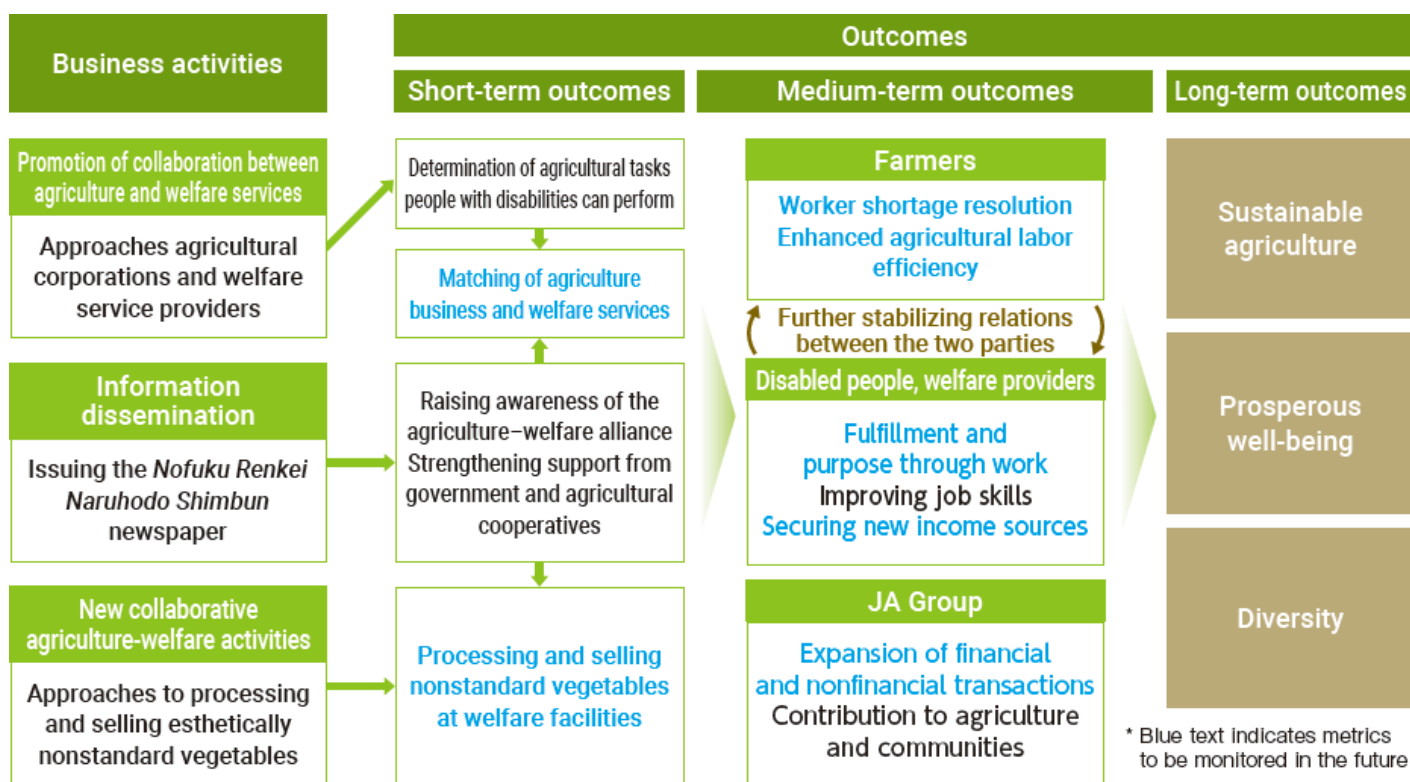 Business activities
Outcomes
Short-term outcomes
Medium-term outcomes
Long-term outcomes
Promotion of collaboration between
agriculture and welfare services
Approaches agricultural
corporations and welfare
service providers
Information
dissemination
Issuing the Nofuku Renkei
Naruhodo Shimbun
newspaper
New collaborative
agriculture-welfare activities
Approaches to processing
and selling esthetically
nonstandard vegetables
Determination of agricultural tasks
people with disabilities can perform
Matching of agriculture
business and welfare services
Raising awareness of the
agriculture–welfare alliance
Strengthening support from
government and agricultural
cooperatives
Processing and selling
nonstandard vegetables
at welfare facilities
Farmers
Worker shortage resolution
Enhanced agricultural labor
efficiency
Further stabilizing relations
between the two parties
Disabled people, welfare providers
Fulfillment and
purpose through work
Improving job skills
Securing new income sources
JA Group
Expansion of financial
and nonfinancial transactions
Contribution to agriculture
and communities
Sustainable
agriculture
Prosperous
well-being
Diversity
* Blue text indicates metrics
to be monitored in the future